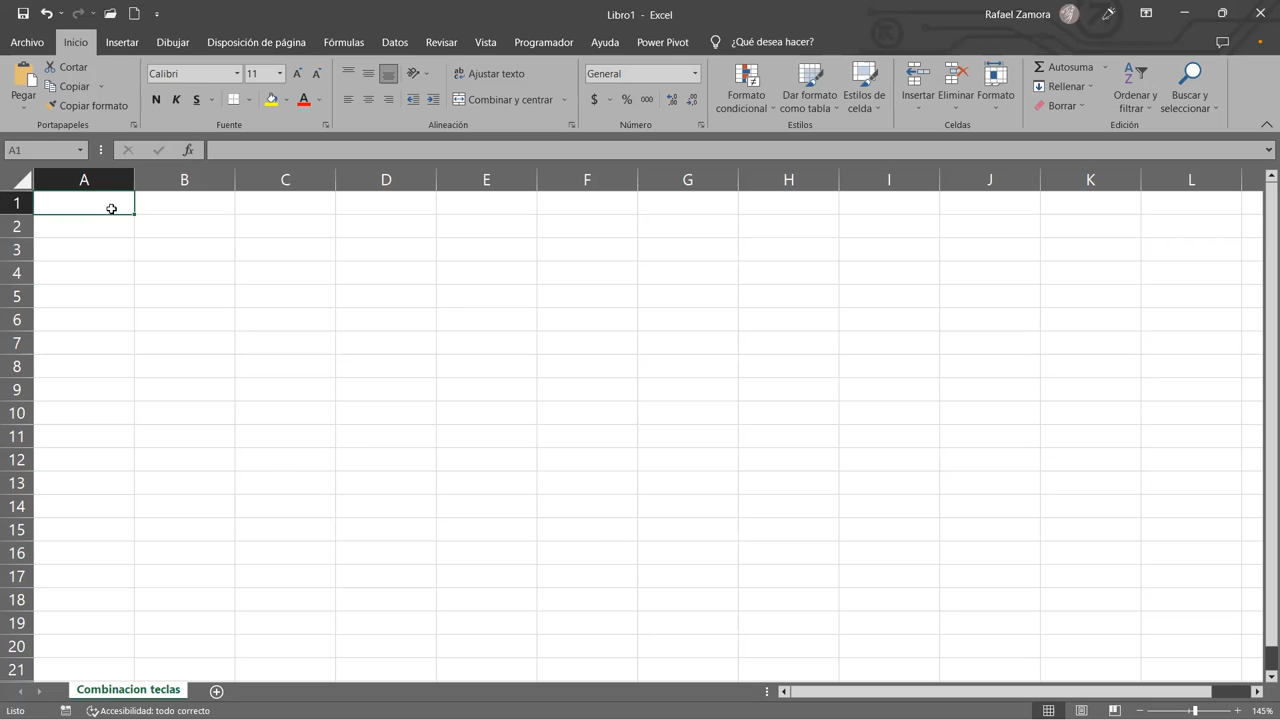 Libro1 - Excel
Rafael Zamora
Archivo Inicio Insertar Dibujar Disposición de página Fórmulas Datos Revisar Vista Programador Ayuda Power Pivot ¿Qué desea hacer?
Pegar
Cortar
Copiar
Copiar formato
Portapapeles
Calibri 11
N K S
Fuente
Ajustar texto
Combinar y centrar
Alineación
General
$ % 000
Número
Formato condicional
Dar formato como tabla
Estilos de celda
Estilos
Insertar Eliminar Formato
Celdas
Autosuma
Rellenar
Borrar
Ordenar y filtrar
Buscar y seleccionar
Edición
A1 fx
A B C D E F G H I J K L
1
2
3
4
5
6
7
8
9
10
11
12
13
14
15
16
17
18
19
20
21
Combinacion teclas
Listo Accesibilidad: todo correcto 145%